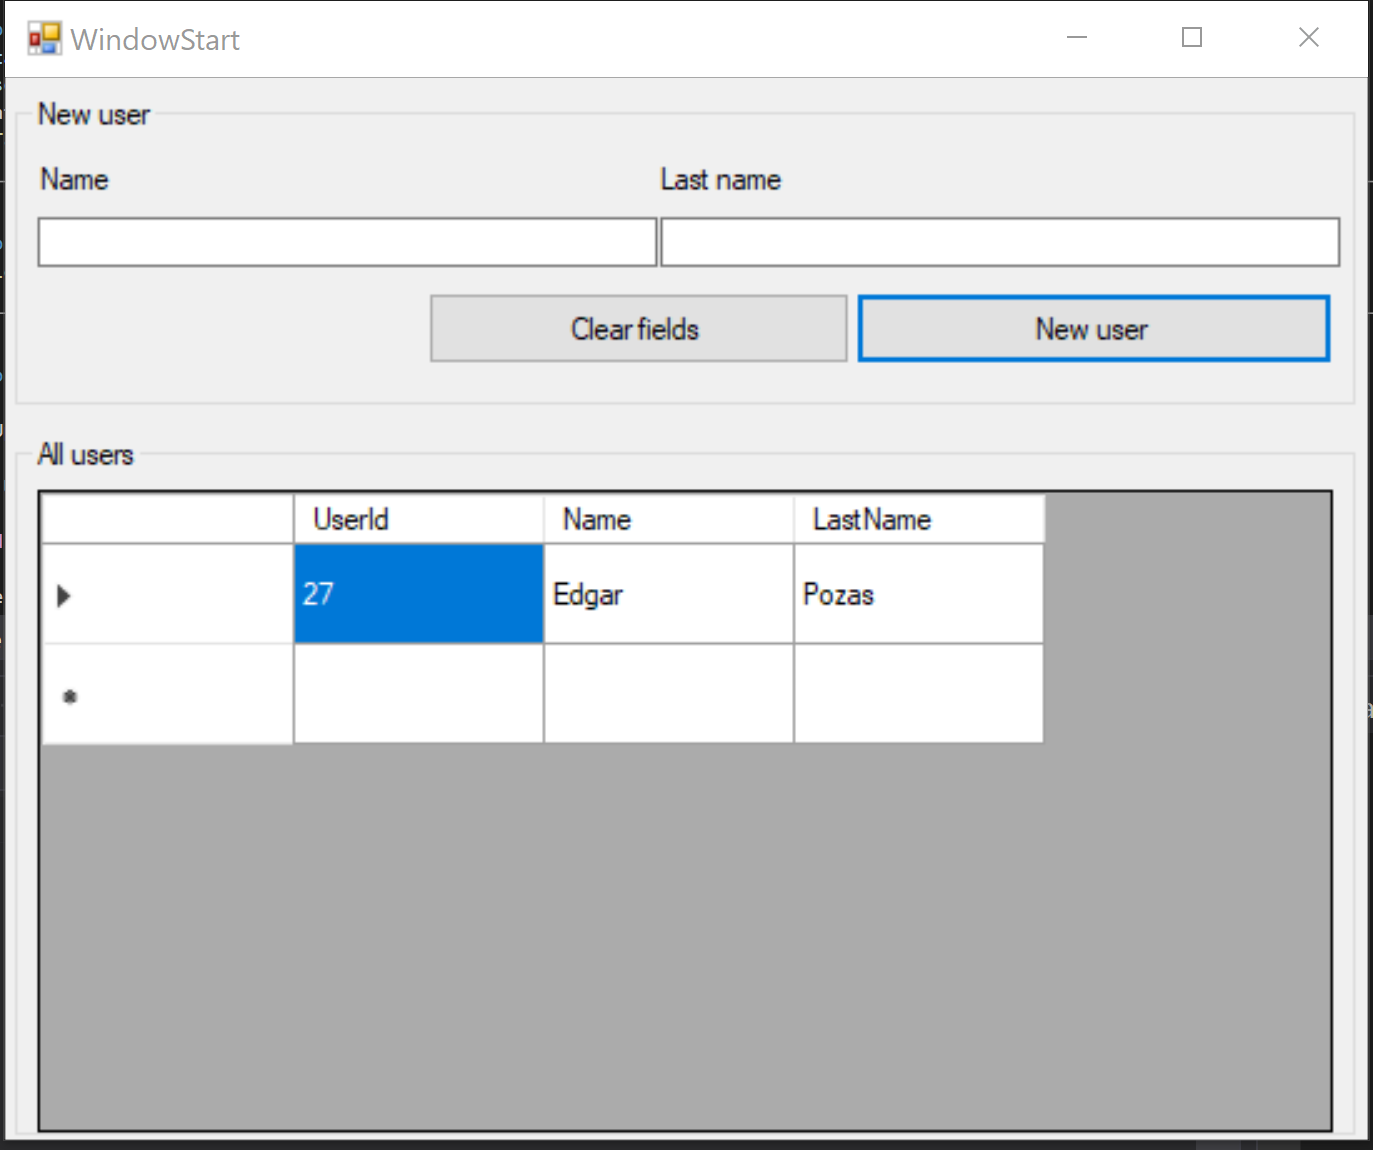 WindowStart
New user
Name Last name
Clear fields New user
All users
UserId Name LastName
27 Edgar Pozas